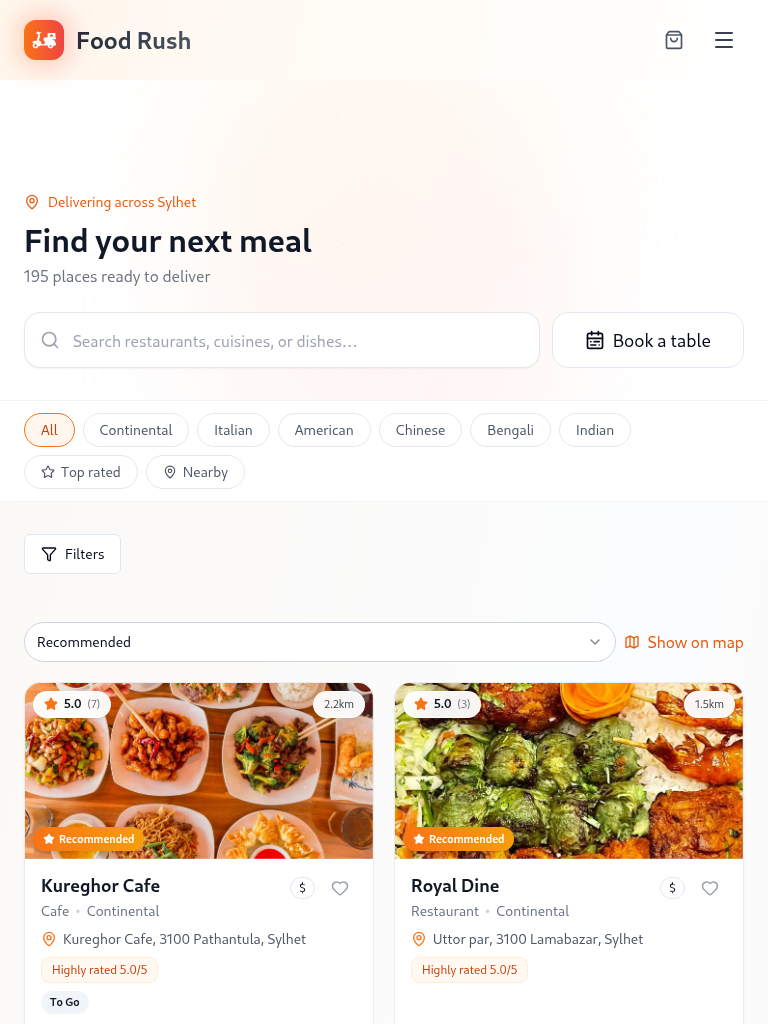 Food Rush
Delivering across Sylhet
Find your next meal
195 places ready to deliver
Search restaurants, cuisines, or dishes...
Book a table
All
Continental
Italian
American
Chinese
Bengali
Indian
Top rated
Nearby
Filters
Recommended
Show on map
5.0 (7)
2.2km
Recommended
Kureghor Cafe
$
Cafe • Continental
Kureghor Cafe, 3100 Pathantula, Sylhet
Highly rated 5.0/5
To Go
5.0 (3)
1.5km
Recommended
Royal Dine
$
Restaurant • Continental
Uttor par, 3100 Lamabazar, Sylhet
Highly rated 5.0/5